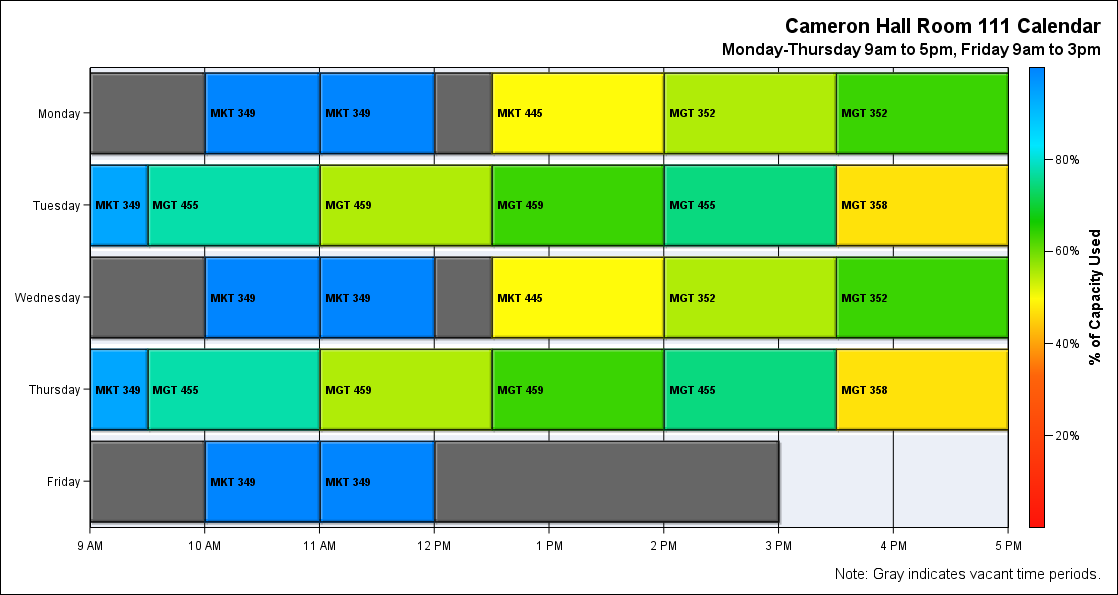 Cameron Hall Room 111 Calendar
Monday-Thursday 9am to 5pm, Friday 9am to 3pm
Monday
MKT 349
MKT 349
MKT 445
MGT 352
MGT 352
Tuesday
MKT 349
MGT 455
MGT 459
MGT 459
MGT 455
MGT 358
Wednesday
MKT 349
MKT 349
MKT 445
MGT 352
MGT 352
Thursday
MKT 349
MGT 455
MGT 459
MGT 459
MGT 455
MGT 358
Friday
MKT 349
MKT 349
9 AM
10 AM
11 AM
12 PM
1 PM
2 PM
3 PM
4 PM
5 PM
80%
60%
40%
20%
% of Capacity Used
Note: Gray indicates vacant time periods.